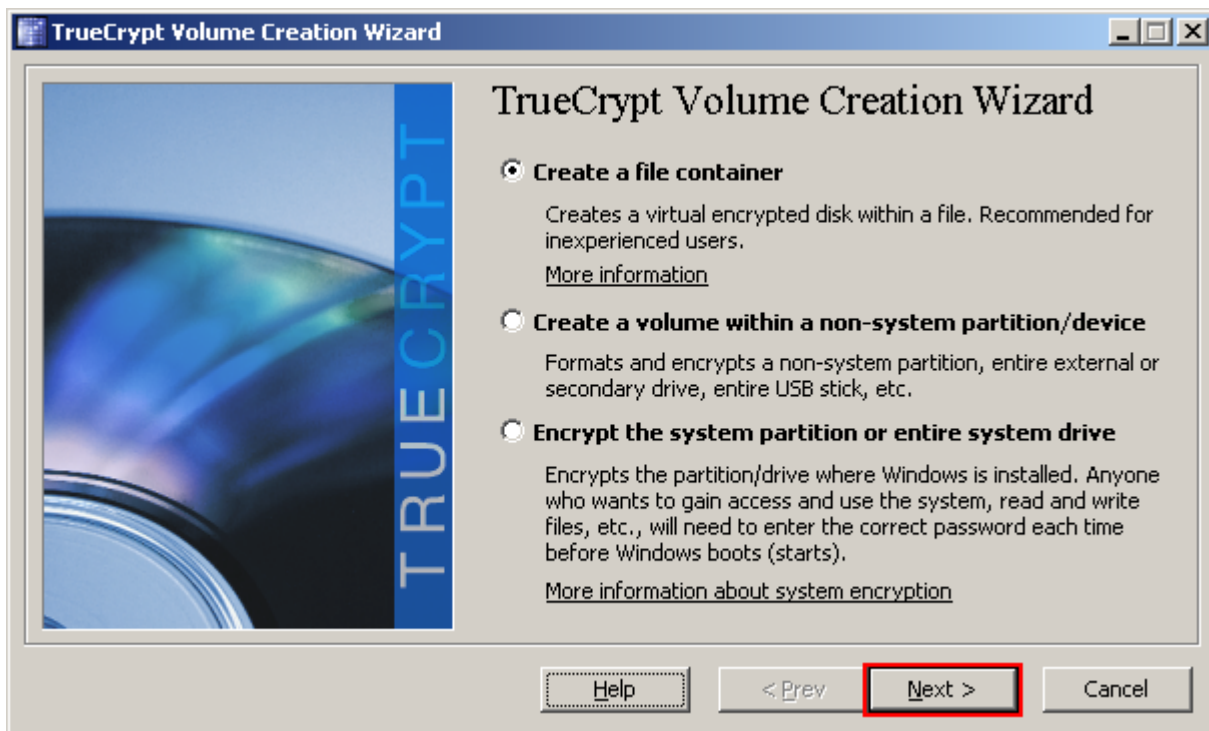 TrueCrypt Volume Creation Wizard
TRUECRYPT
TrueCrypt Volume Creation Wizard
Create a file container
Creates a virtual encrypted disk within a file. Recommended for
inexperienced users.
More information
Create a volume within a non-system partition/device
Formats and encrypts a non-system partition, entire external or
secondary drive, entire USB stick, etc.
Encrypt the system partition or entire system drive
Encrypts the partition/drive where Windows is installed. Anyone
who wants to gain access and use the system, read and write
files, etc., will need to enter the correct password each time
before Windows boots (starts).
More information about system encryption
Help < Prev Next > Cancel